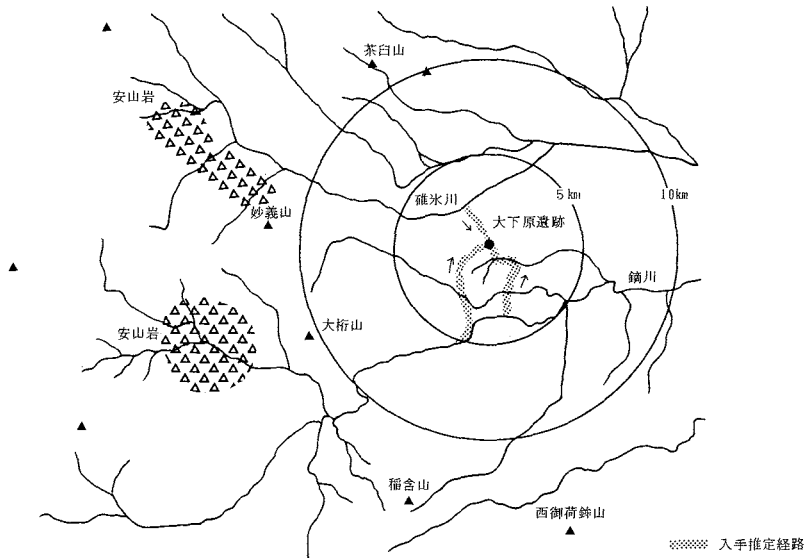 茶臼山
安山岩
碓氷川
5km
10km
妙義山
大下原遺跡
鏑川
安山岩
大桁山
稲含山
西御荷鉾山
入手推定経路